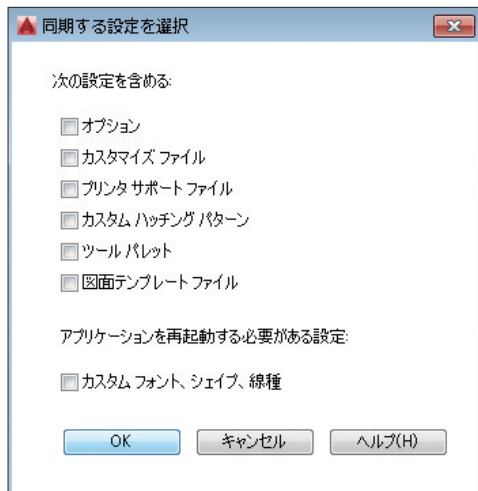 同期する設定を選択
次の設定を含める:
オプション
カスタマイズ ファイル
プリンタ サポート ファイル
カスタム ハッチング パターン
ツール パレット
図面テンプレート ファイル
アプリケーションを再起動する必要がある設定:
カスタム フォント、シェイプ、線種
OK キャンセル ヘルプ(H)